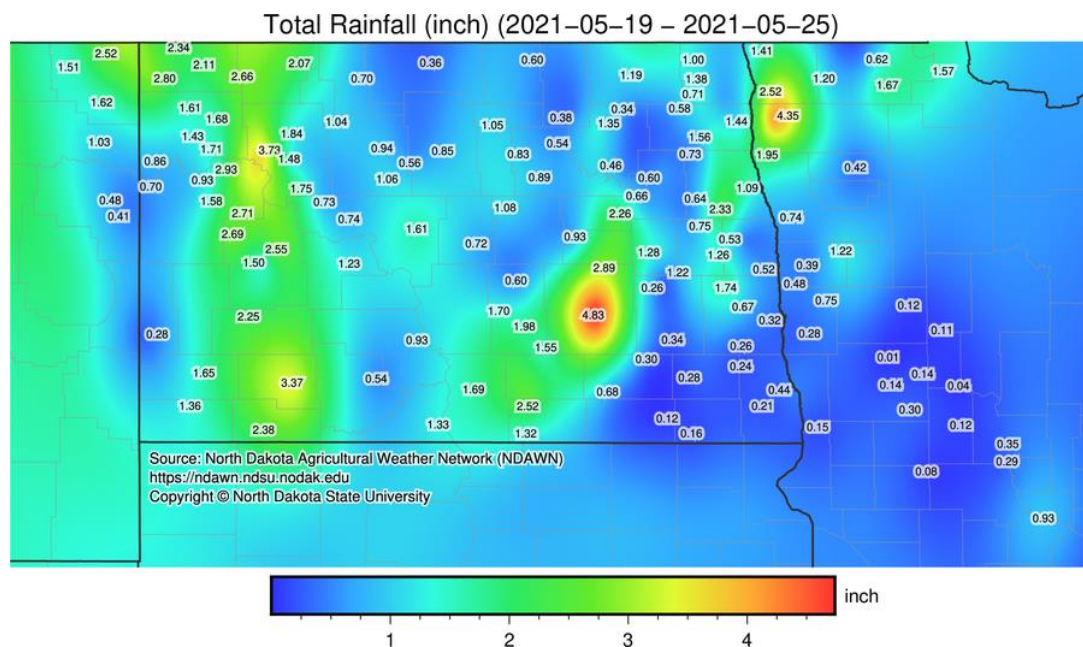 Total Rainfall (inch) (2021−05−19 − 2021−05−25)
2.52 2.34 1.41
1.51 2.11 2.07 0.36 0.60 1.00 0.62
2.80 2.66 0.70 1.19 1.38 1.20 1.57
0.71 2.52 1.67
1.62 1.61 0.34 0.58
1.68 1.04 1.05 0.38 1.35 1.44 4.35
1.03 1.43 1.84 0.54 1.56
1.71 3.73 0.94 0.85 0.83 0.73 1.95
0.86 1.48 0.56 0.46 0.42
2.93
0.70 0.93 1.75 1.06 0.89 0.60 1.09
0.48 1.58 0.73 1.08 0.66 0.64
0.41 2.71 0.74 2.26 2.33 0.74
2.69 1.61 0.93 0.75
2.55 0.72 1.28 0.53 1.22
1.50 1.23 2.89 1.22 1.26 0.52 0.39
0.60 0.26 1.74 0.48
2.25 1.70 4.83 0.67 0.75 0.12
1.98 0.32
0.28 0.93 1.55 0.34 0.26 0.28 0.11
0.30 0.24 0.01
1.65 3.37 0.54 0.28 0.14
1.69 0.68 0.44 0.14 0.04
1.36 2.52 0.21 0.30
2.38 1.33 1.32 0.12 0.16 0.15 0.12
0.35
0.29
0.08
0.93
Source: North Dakota Agricultural Weather Network (NDAWN)
https://ndawn.ndsu.nodak.edu
Copyright © North Dakota State University
inch
1 2 3 4